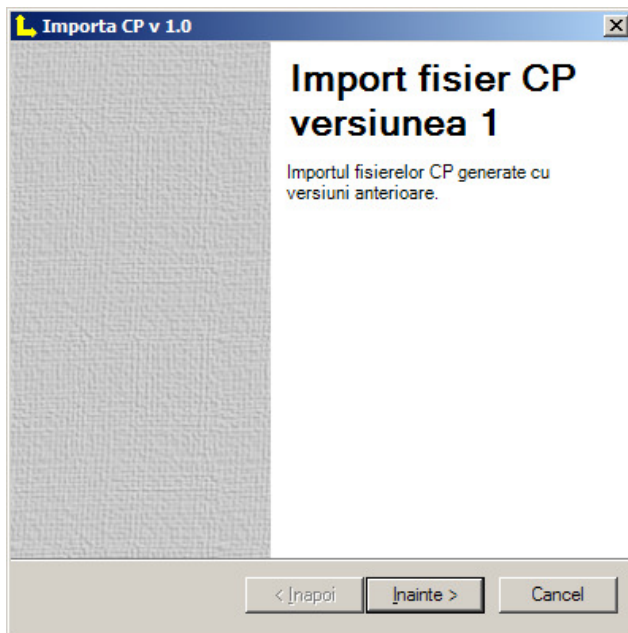 Importa CP v 1.0
Import fisier CP
versiunea 1
Importul fisierelor CP generate cu
versiuni anterioare.
< Inapoi
Inainte >
Cancel